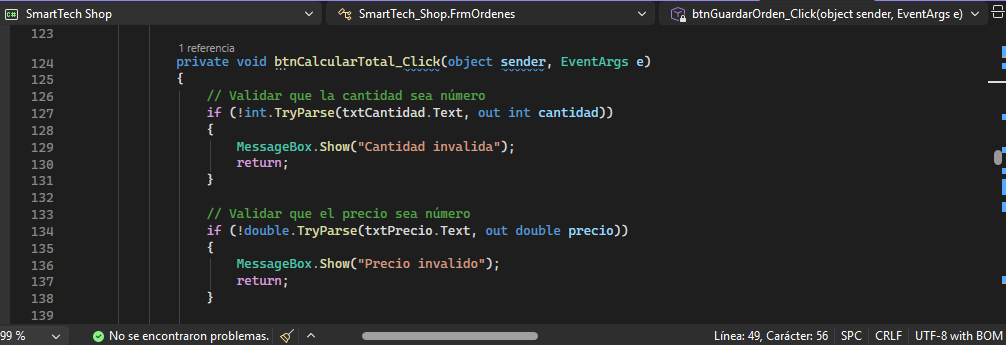 SmartTech Shop SmartTech_Shop.FrmOrdenes btnGuardarOrden_Click(object sender, EventArgs e)
123
1 referencia
124 private void btnCalcularTotal_Click(object sender, EventArgs e)
125 {
126 // Validar que la cantidad sea número
127 if (!int.TryParse(txtCantidad.Text, out int cantidad))
128 {
129 MessageBox.Show("Cantidad invalida");
130 return;
131 }
132
133 // Validar que el precio sea número
134 if (!double.TryParse(txtPrecio.Text, out double precio))
135 {
136 MessageBox.Show("Precio invalido");
137 return;
138 }
139
99 % No se encontraron problemas. Línea: 49, Carácter: 56 SPC CRLF UTF-8 with BOM